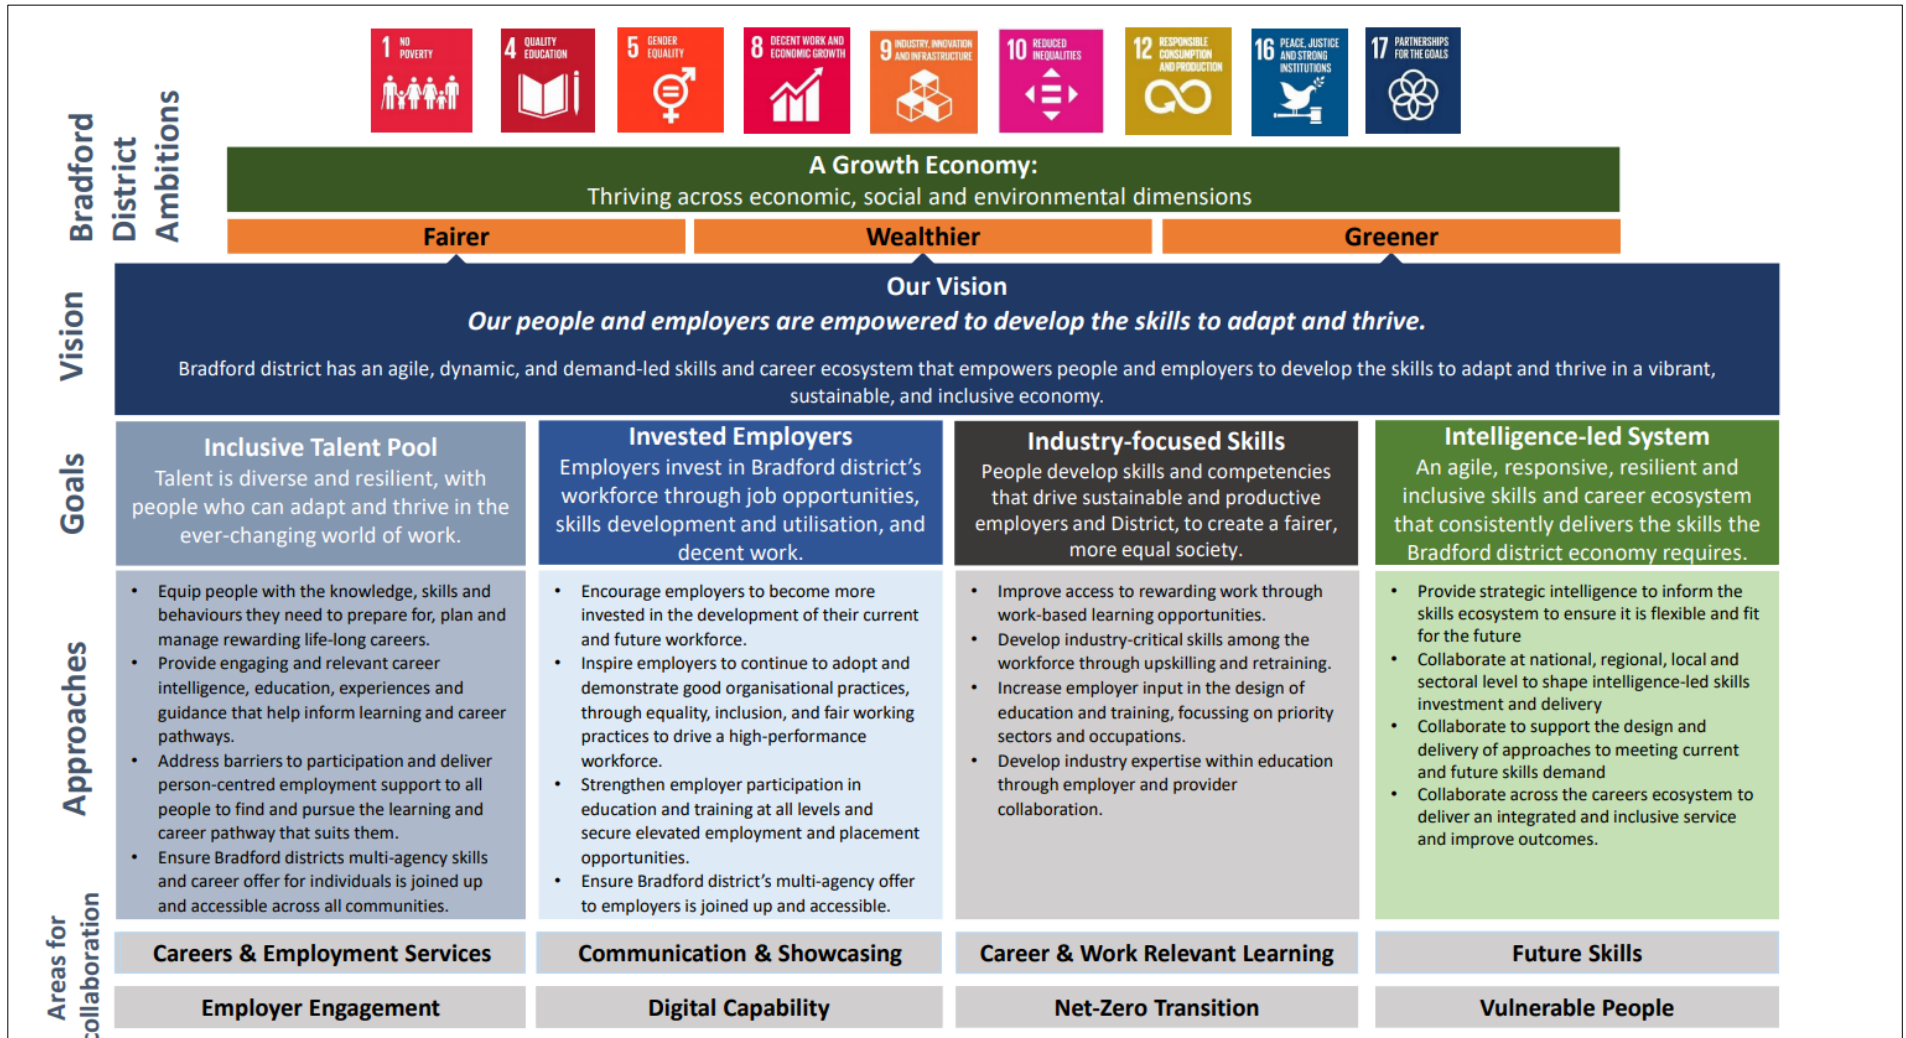 1 NO
POVERTY
4 QUALITY
EDUCATION
5 GENDER
EQUALITY
8 DECENT WORK AND
ECONOMIC GROWTH
9 INDUSTRY, INNOVATION
AND INFRASTRUCTURE
10 REDUCED
INEQUALITIES
12 RESPONSIBLE
CONSUMPTION
AND PRODUCTION
16 PEACE, JUSTICE
AND STRONG
INSTITUTIONS
17 PARTNERSHIPS
FOR THE GOALS
Bradford
District
Ambitions
A Growth Economy:
Thriving across economic, social and environmental dimensions
Fairer
Wealthier
Greener
Vision
Our Vision
Our people and employers are empowered to develop the skills to adapt and thrive.
Bradford district has an agile, dynamic, and demand-led skills and career ecosystem that empowers people and employers to develop the skills to adapt and thrive in a vibrant,
sustainable, and inclusive economy.
Goals
Inclusive Talent Pool
Talent is diverse and resilient, with
people who can adapt and thrive in the
ever-changing world of work.
Invested Employers
Employers invest in Bradford district's
workforce through job opportunities,
skills development and utilisation, and
decent work.
Industry-focused Skills
People develop skills and competencies
that drive sustainable and productive
employers and District, to create a fairer,
more equal society.
Intelligence-led System
An agile, responsive, resilient and
inclusive skills and career ecosystem
that consistently delivers the skills the
Bradford district economy requires.
Approaches
• Equip people with the knowledge, skills and
behaviours they need to prepare for, plan and
manage rewarding life-long careers.
• Provide engaging and relevant career
intelligence, education, experiences and
guidance that help inform learning and career
pathways.
• Address barriers to participation and deliver
person-centred employment support to all
people to find and pursue the learning and
career pathway that suits them.
• Ensure Bradford districts multi-agency skills
and career offer for individuals is joined up
and accessible across all communities.
• Encourage employers to become more
invested in the development of their current
and future workforce.
• Inspire employers to continue to adopt and
demonstrate good organisational practices,
through equality, inclusion, and fair working
practices to drive a high-performance
workforce.
• Strengthen employer participation in
education and training at all levels and
secure elevated employment and placement
opportunities.
• Ensure Bradford district's multi-agency offer
to employers is joined up and accessible.
• Improve access to rewarding work through
work-based learning opportunities.
• Develop industry-critical skills among the
workforce through upskilling and retraining.
• Increase employer input in the design of
education and training, focussing on priority
sectors and occupations.
• Develop industry expertise within education
through employer and provider
collaboration.
• Provide strategic intelligence to inform the
skills ecosystem to ensure it is flexible and fit
for the future
• Collaborate at national, regional, local and
sectoral level to shape intelligence-led skills
investment and delivery
• Collaborate to support the design and
delivery of approaches to meeting current
and future skills demand
• Collaborate across the careers ecosystem to
deliver an integrated and inclusive service
and improve outcomes.
Areas for
collaboration
Careers & Employment Services
Communication & Showcasing
Career & Work Relevant Learning
Future Skills
Employer Engagement
Digital Capability
Net-Zero Transition
Vulnerable People